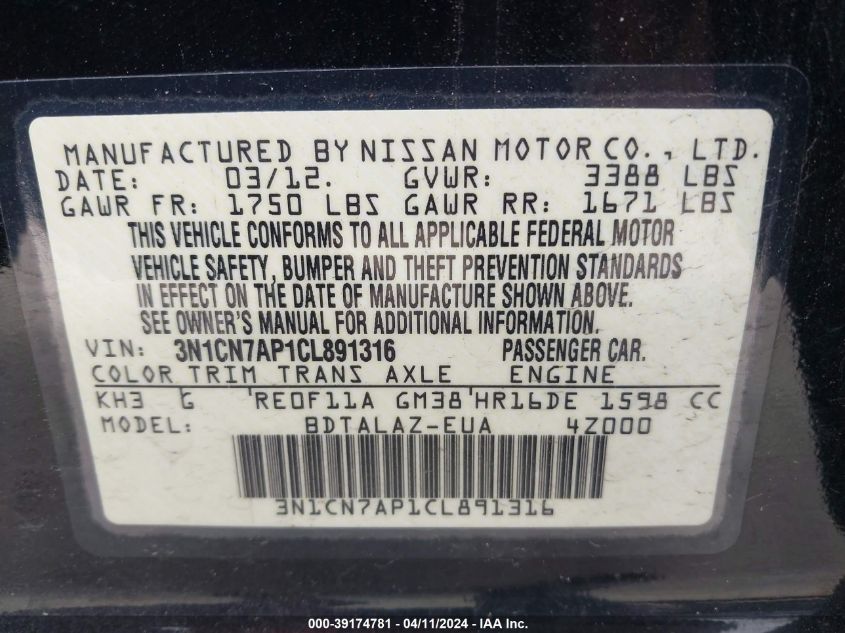 MANUFACTURED BY NISSAN MOTOR CO., LTD.
DATE: 03/12. GVWR: 3388 LBS
GAWR FR: 1750 LBS GAWR RR: 1671 LBS
THIS VEHICLE CONFORMS TO ALL APPLICABLE FEDERAL MOTOR
VEHICLE SAFETY, BUMPER AND THEFT PREVENTION STANDARDS
IN EFFECT ON THE DATE OF MANUFACTURE SHOWN ABOVE.
SEE OWNER'S MANUAL FOR ADDITIONAL INFORMATION.
VIN: 3N1CN7AP1CL891316 PASSENGER CAR.
COLOR TRIM TRANS AXLE ENGINE
KH3 G RE0F11A GM38 HR16DE 1598 CC
MODEL: BDTALAZ-EUA 4Z000
3N1CN7AP1CL891316
000-39174781 / 04/11/2024 - IAA Inc.